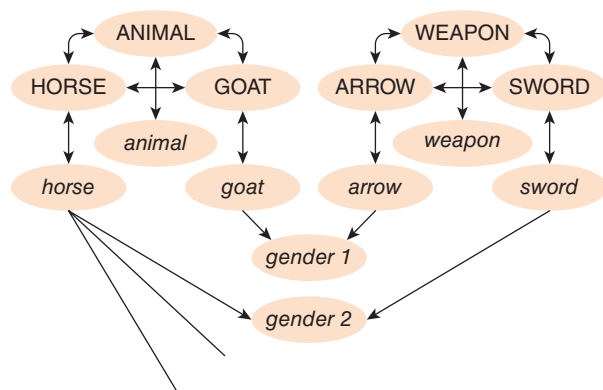 ANIMAL
WEAPON
HORSE
GOAT
ARROW
SWORD
animal
weapon
horse
goat
arrow
sword
gender 1
gender 2